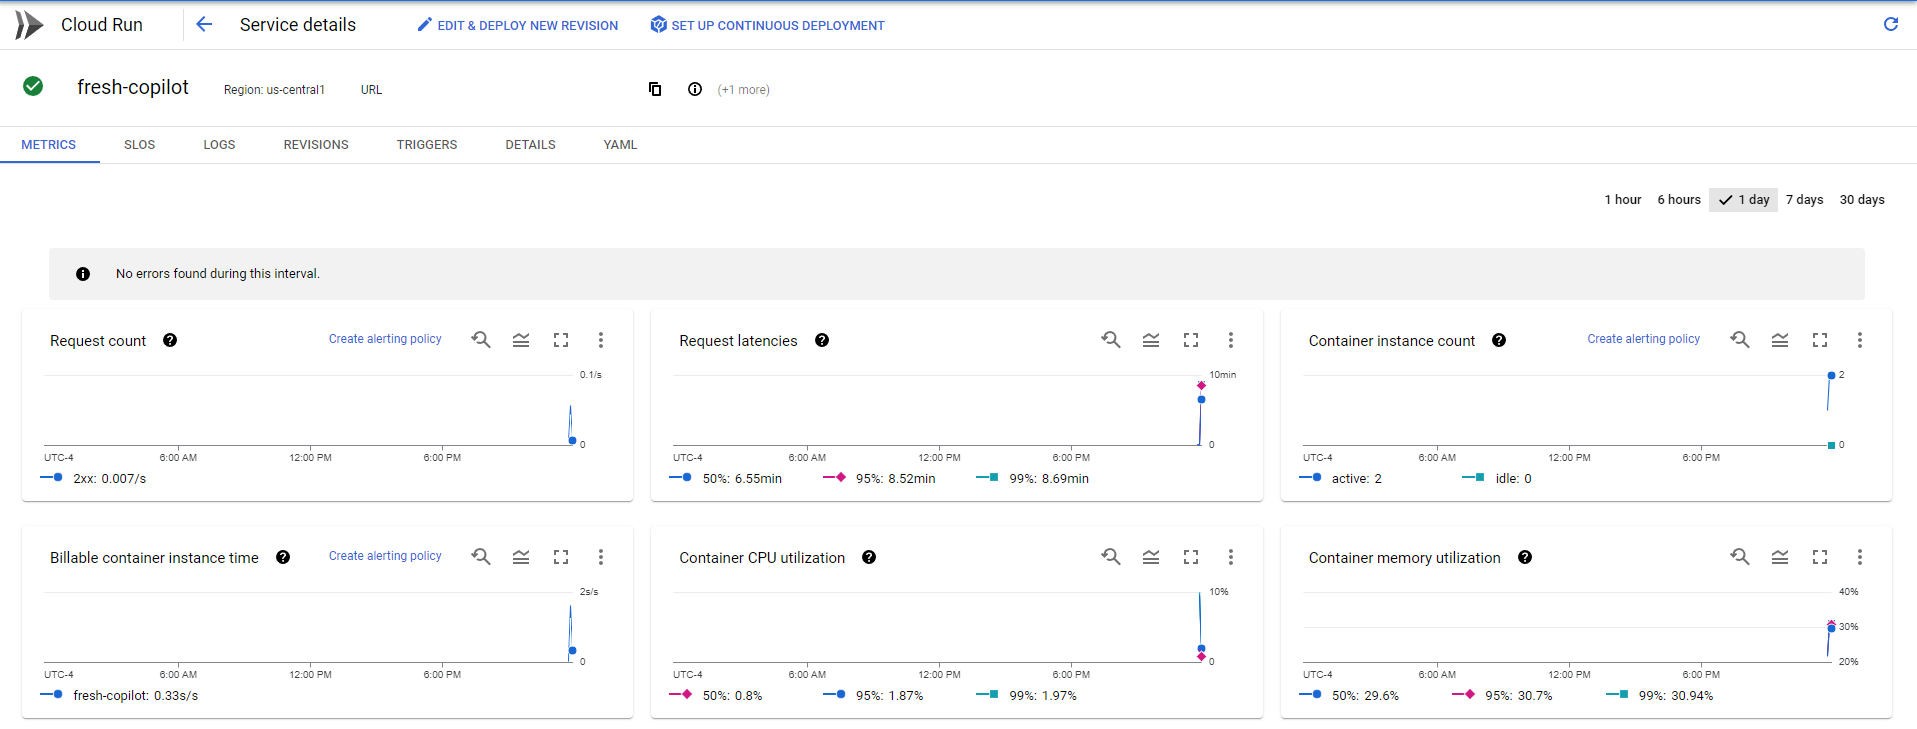 Cloud Run
Service details
EDIT & DEPLOY NEW REVISION
SET UP CONTINUOUS DEPLOYMENT
fresh-copilot
Region: us-central1
URL
(+1 more)
METRICS
SLOS
LOGS
REVISIONS
TRIGGERS
DETAILS
YAML
1 hour
6 hours
1 day
7 days
30 days
No errors found during this interval.
Request count
Create alerting policy
0.1/s
0
UTC-4
6:00 AM
12:00 PM
6:00 PM
2xx: 0.007/s
Request latencies
10min
0
UTC-4
6:00 AM
12:00 PM
6:00 PM
50%: 6.55min
95%: 8.52min
99%: 8.69min
Container instance count
Create alerting policy
2
0
UTC-4
6:00 AM
12:00 PM
6:00 PM
active: 2
idle: 0
Billable container instance time
Create alerting policy
2s/s
0
UTC-4
6:00 AM
12:00 PM
6:00 PM
fresh-copilot: 0.33s/s
Container CPU utilization
10%
0
UTC-4
6:00 AM
12:00 PM
6:00 PM
50%: 0.8%
95%: 1.87%
99%: 1.97%
Container memory utilization
40%
30%
20%
UTC-4
6:00 AM
12:00 PM
6:00 PM
50%: 29.6%
95%: 30.7%
99%: 30.94%